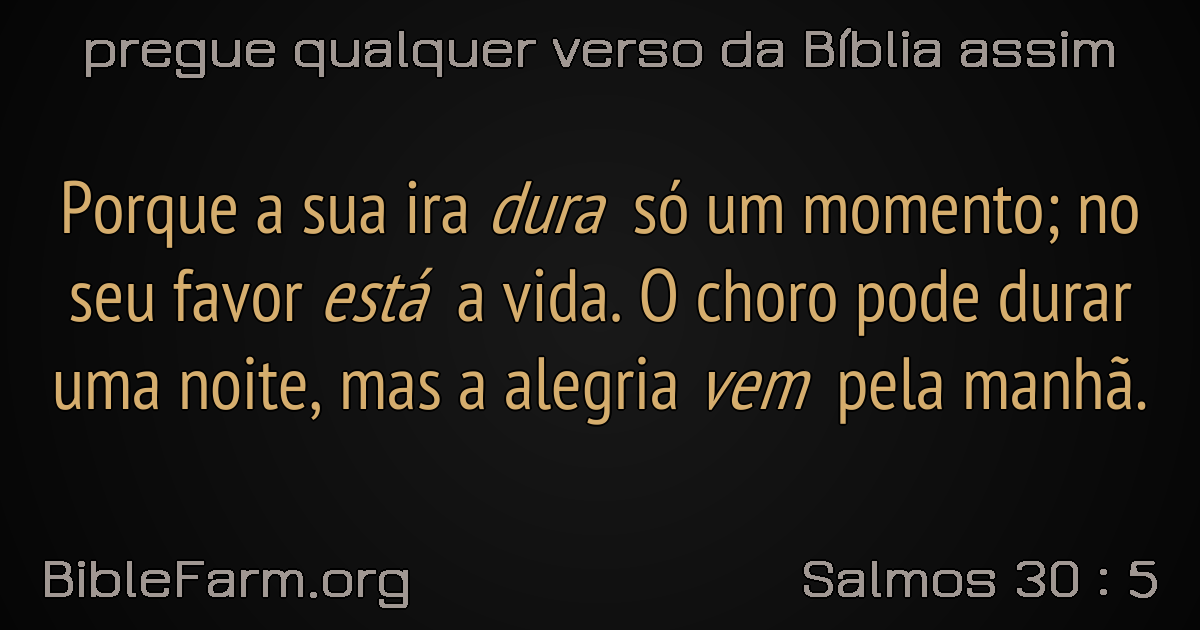 pregue qualquer verso da Bíblia assim
Porque a sua ira dura só um momento; no
seu favor está a vida. O choro pode durar
uma noite, mas a alegria vem pela manhã.
BibleFarm.org
Salmos 30 : 5